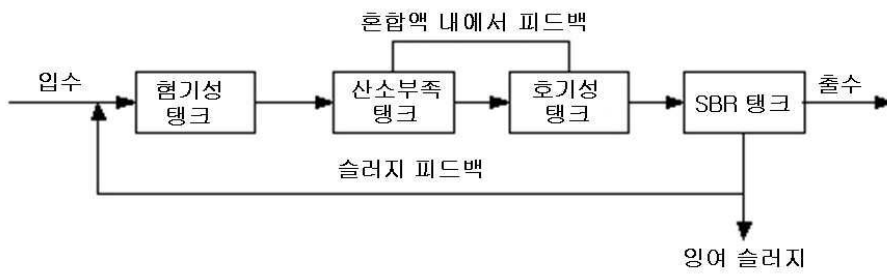 혼합액 내에서 피드백
입수
혐기성
탱크
산소부족
탱크
호기성
탱크
SBR 탱크
출수
슬러지 피드백
잉여 슬러지